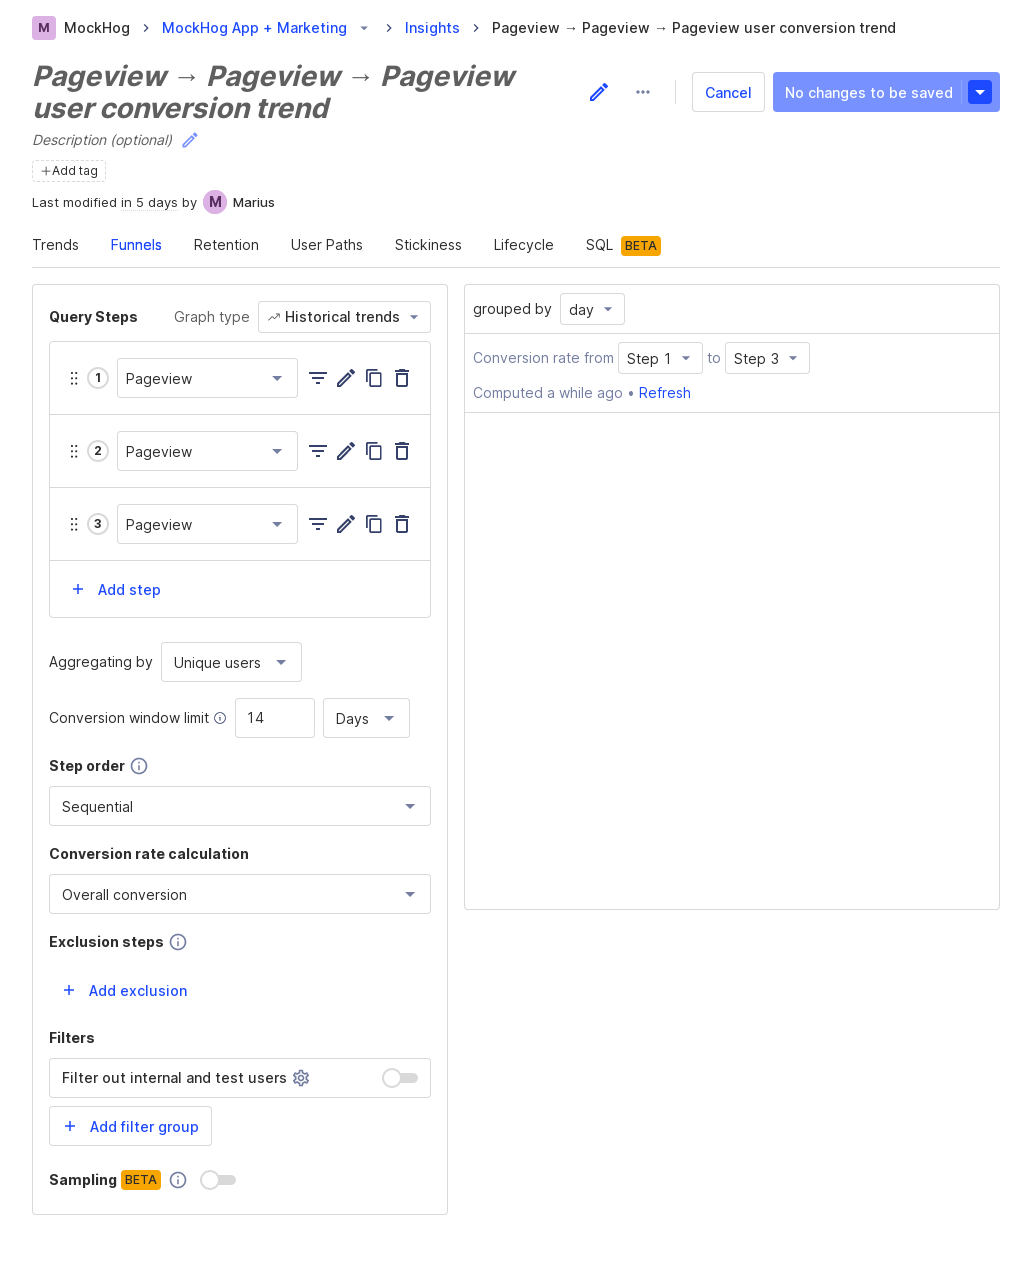 M MockHog MockHog App + Marketing Insights Pageview → Pageview → Pageview user conversion trend
Pageview → Pageview → Pageview
user conversion trend
Cancel No changes to be saved
Description (optional)
Add tag
Last modified in 5 days by M Marius
Trends Funnels Retention User Paths Stickiness Lifecycle SQL BETA
Query Steps Graph type Historical trends
1 Pageview
2 Pageview
3 Pageview
Add step
Aggregating by Unique users
Conversion window limit 14 Days
Step order
Sequential
Conversion rate calculation
Overall conversion
Exclusion steps
Add exclusion
Filters
Filter out internal and test users
Add filter group
Sampling BETA
grouped by day
Conversion rate from Step 1 to Step 3
Computed a while ago • Refresh